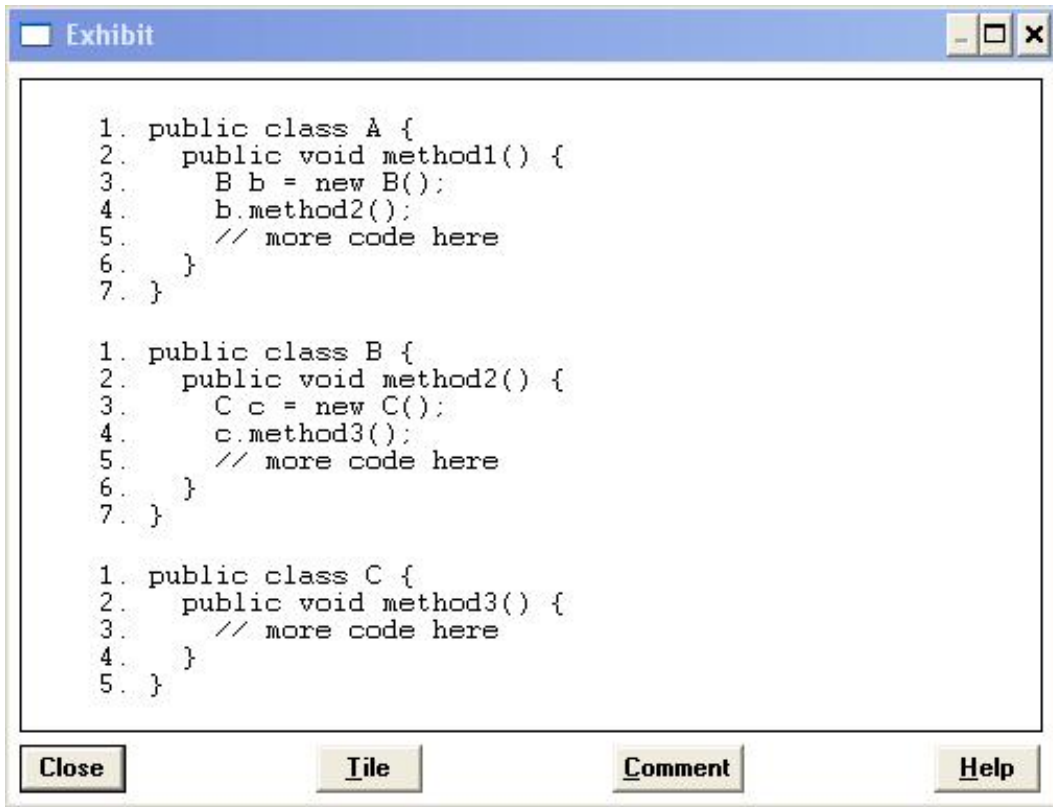 Exhibit
1. public class A {
2. public void method1() {
3. B b = new B();
4. b.method2();
5. // more code here
6. }
7. }
1. public class B {
2. public void method2() {
3. C c = new C();
4. c.method3();
5. // more code here
6. }
7. }
1. public class C {
2. public void method3() {
3. // more code here
4. }
5. }
Close Tile Comment Help